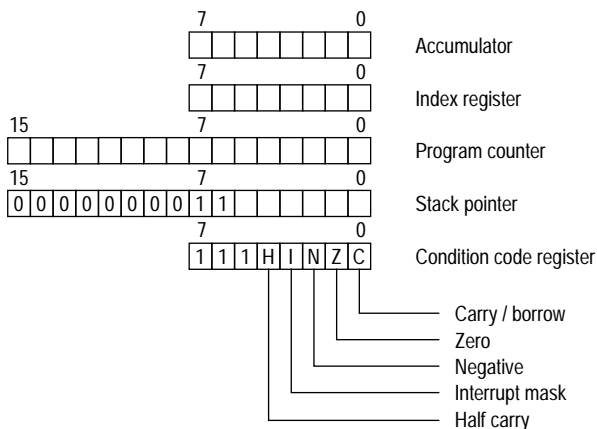 7 0
Accumulator
7 0
Index register
15 7 0
Program counter
15 7 0
0 0 0 0 0 0 0 0 1 1 Stack pointer
7 0
1 1 1 H I N Z C Condition code register
Carry / borrow
Zero
Negative
Interrupt mask
Half carry